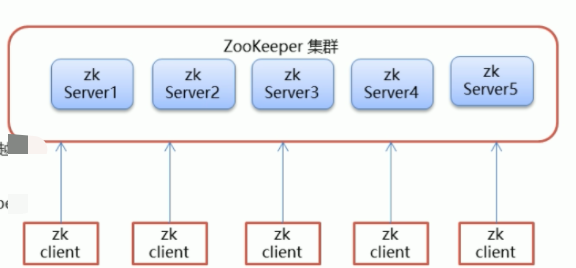 ZooKeeper 集群
zk
Server1
zk
Server2
zk
Server3
zk
Server4
zk
Server5
zk
client
zk
client
zk
client
zk
client
zk
client